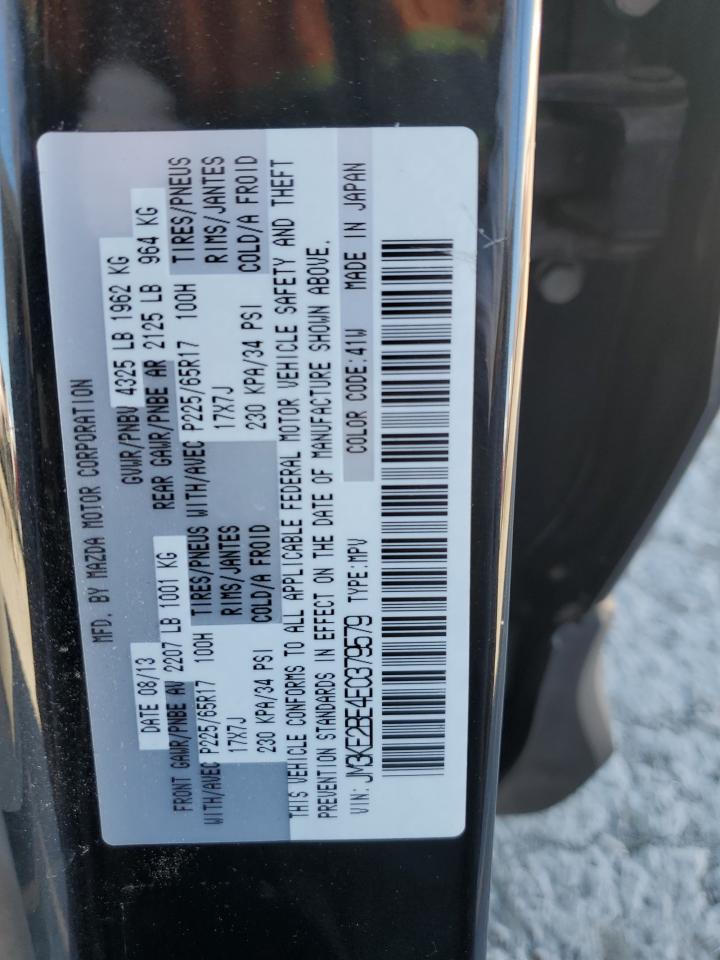 MFD. BY MAZDA MOTOR CORPORATION
DATE 08/13 GVWR/PNBV 4325 LB 1962 KG
FRONT GAWR/PNBE AV 2207 LB 1001 KG REAR GAWR/PNBE AR 2125 LB 964 KG
WITH/AVEC P225/65R17 100H TIRES/PNEUS WITH/AVEC P225/65R17 100H TIRES/PNEUS
17X7J RIMS/JANTES 17X7J RIMS/JANTES
230 KPA/34 PSI COLD/A FROID 230 KPA/34 PSI COLD/A FROID
THIS VEHICLE CONFORMS TO ALL APPLICABLE FEDERAL MOTOR VEHICLE SAFETY AND THEFT
PREVENTION STANDARDS IN EFFECT ON THE DATE OF MANUFACTURE SHOWN ABOVE.
VIN: JM3KE2BE4E0379579 TYPE:MPV COLOR CODE:41W MADE IN JAPAN